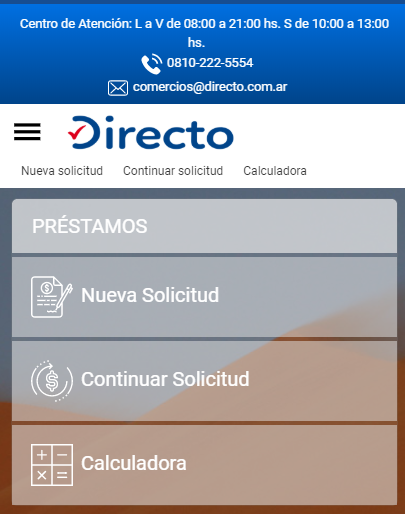 Centro de Atención: L a V de 08:00 a 21:00 hs. S de 10:00 a 13:00
hs.
0810-222-5554
comercios@directo.com.ar
Directo
Nueva solicitud Continuar solicitud Calculadora
PRÉSTAMOS
Nueva Solicitud
Continuar Solicitud
Calculadora